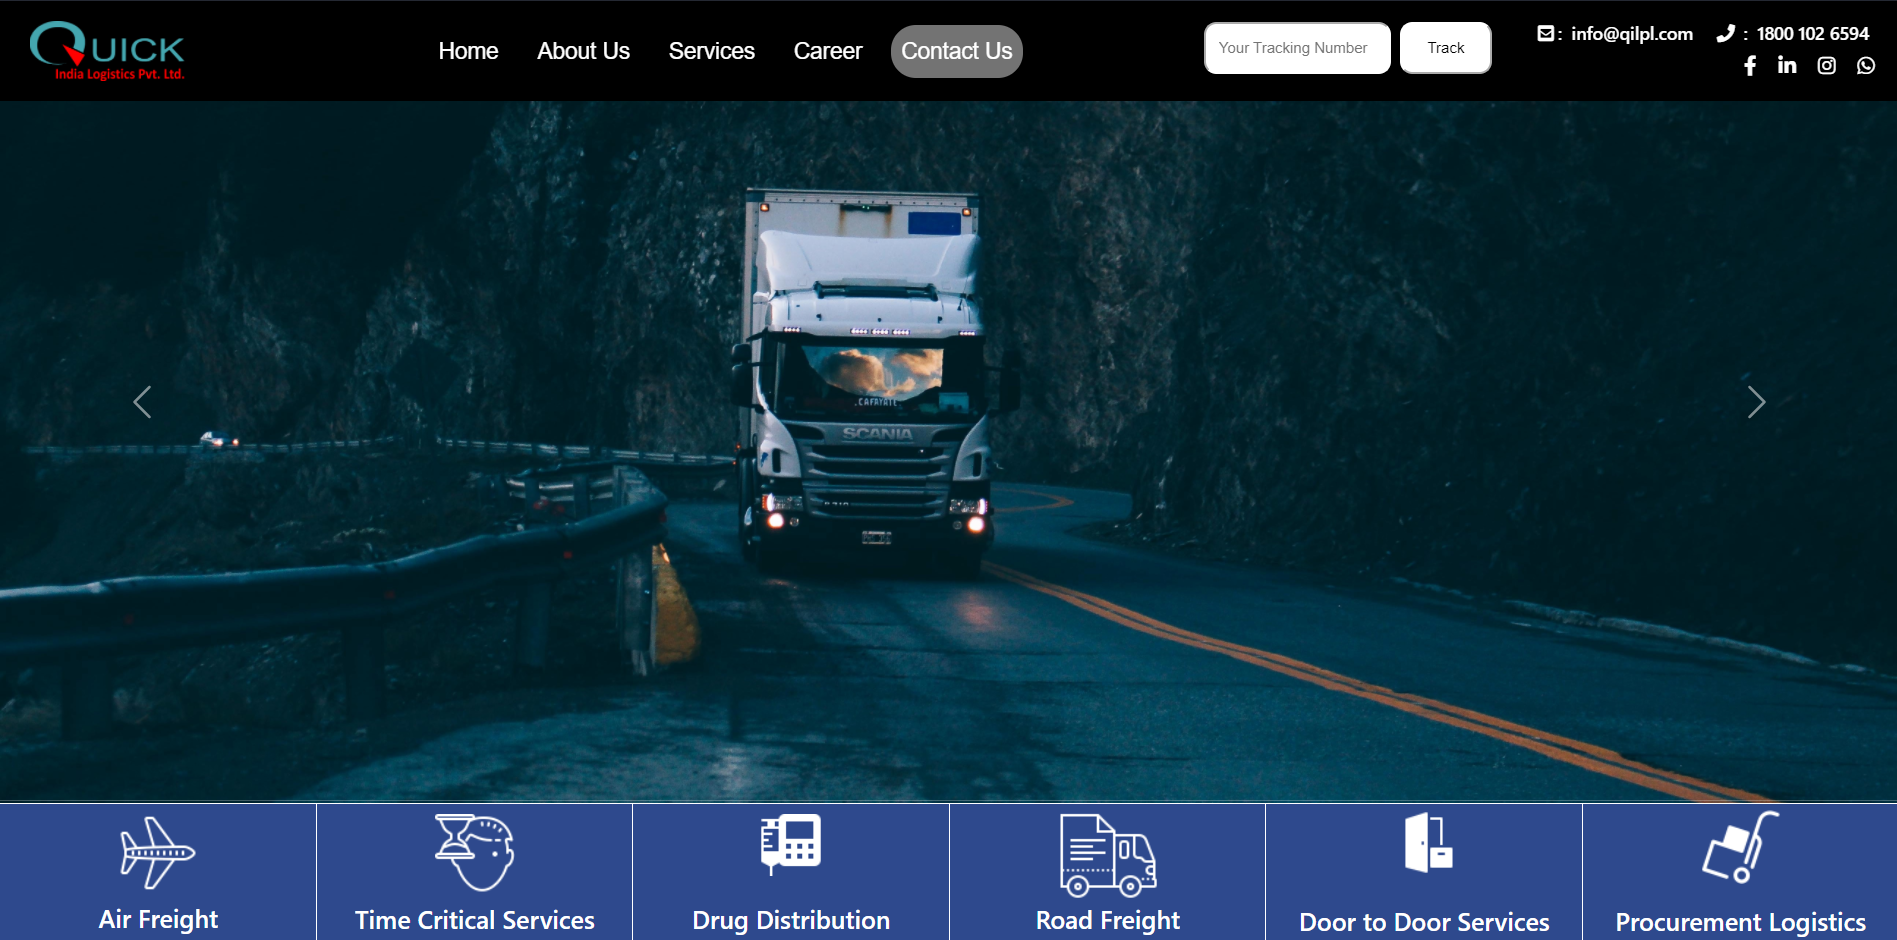 QUICK
India Logistics Pvt. Ltd.
Home
About Us
Services
Career
Contact Us
Your Tracking Number
Track
: info@qilpl.com
: 1800 102 6594
.CAFAYATE.
SCANIA
Air Freight
Time Critical Services
Drug Distribution
Road Freight
Door to Door Services
Procurement Logistics